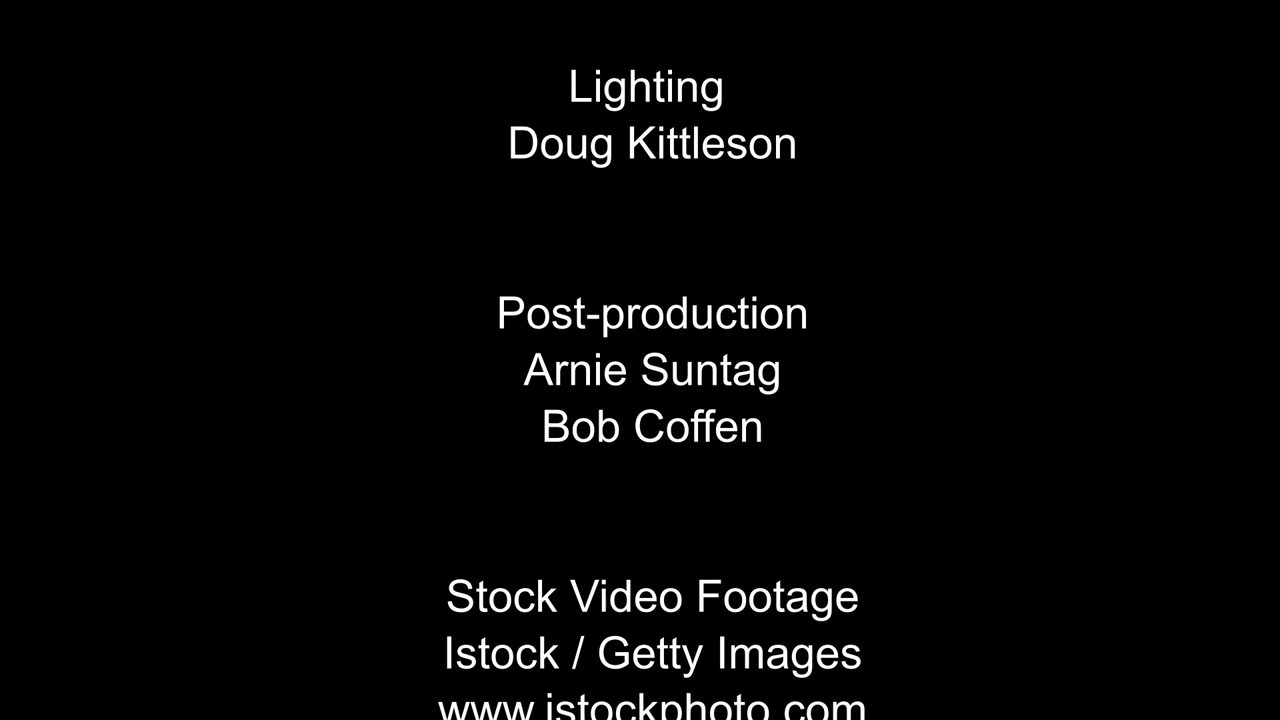 Lighting
Doug Kittleson
Post-production
Arnie Suntag
Bob Coffen
Stock Video Footage
Istock / Getty Images
www.istockphoto.com